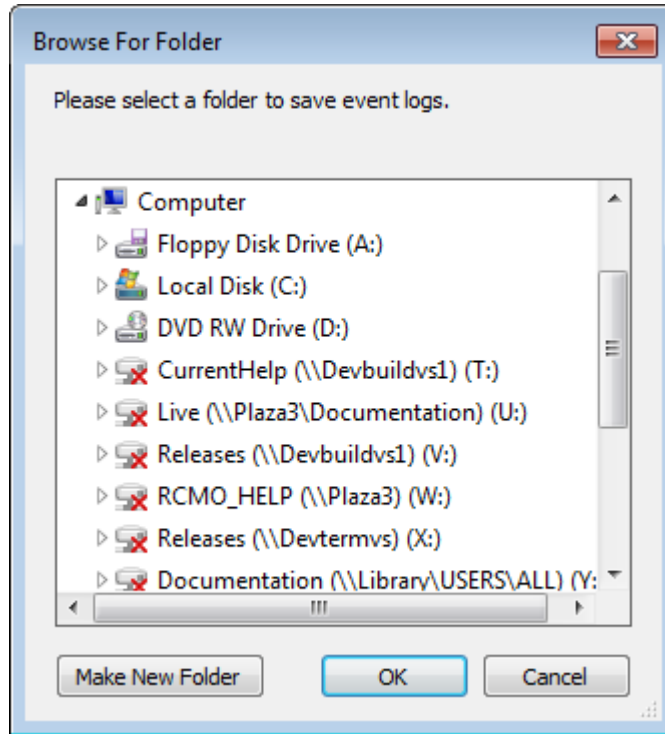 Browse For Folder
Please select a folder to save event logs.
Computer
Floppy Disk Drive (A:)
Local Disk (C:)
DVD RW Drive (D:)
CurrentHelp (\\Devbuildvs1) (T:)
Live (\\Plaza3\Documentation) (U:)
Releases (\\Devbuildvs1) (V:)
RCMO_HELP (\\Plaza3) (W:)
Releases (\\Devtermvs) (X:)
Documentation (\\Library\USERS\ALL) (Y:
Make New Folder OK Cancel